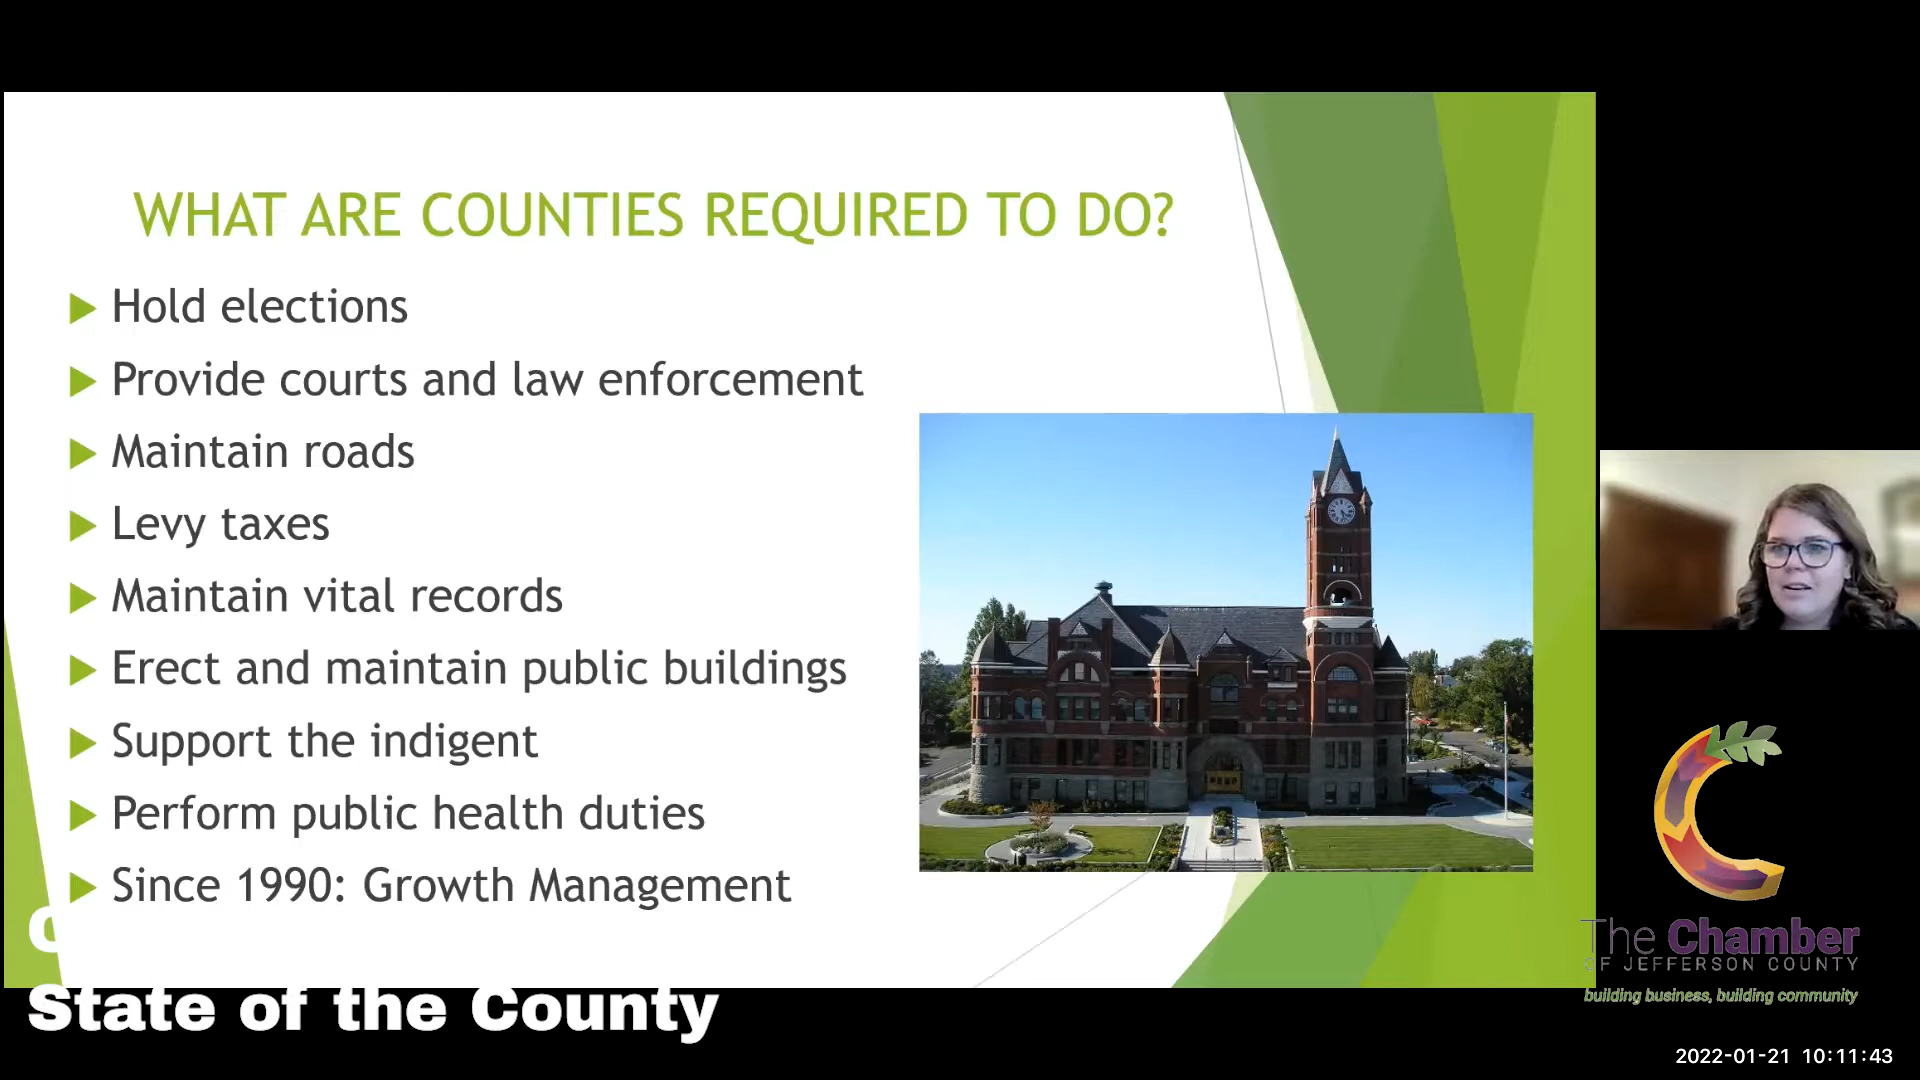 WHAT ARE COUNTIES REQUIRED TO DO?
Hold elections
Provide courts and law enforcement
Maintain roads
Levy taxes
Maintain vital records
Erect and maintain public buildings
Support the indigent
Perform public health duties
Since 1990: Growth Management
State of the County
The Chamber
OF JEFFERSON COUNTY
building business, building community
2022-01-21 10:11:43